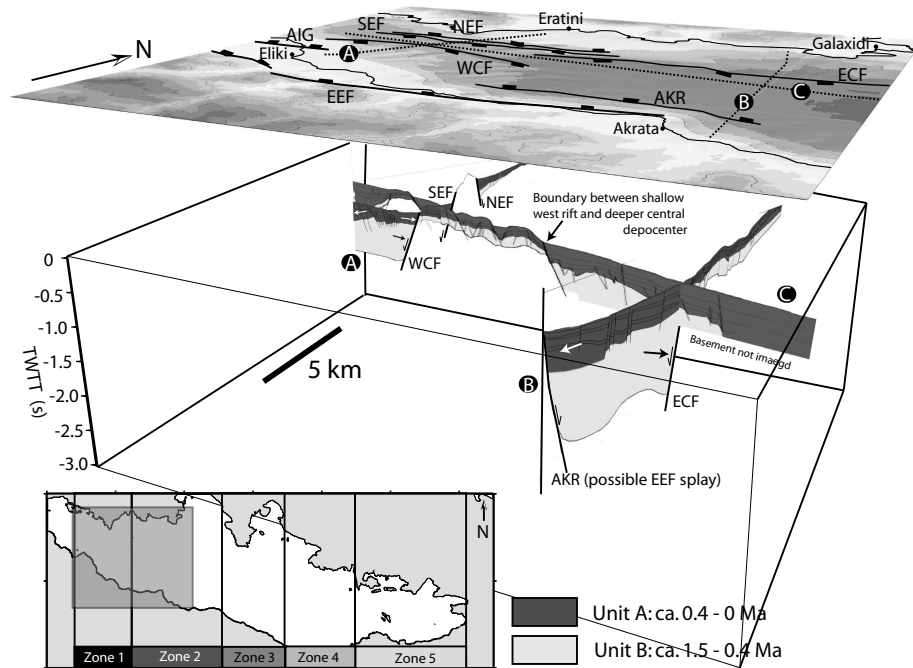 N
SEF
NEF
Eratini
AIG
Eliki
A
Galaxidi
WCF
ECF
EEF
AKR
B
C
Akrata
SEF
NEF
Boundary between shallow
west rift and deeper central
depocenter
0
A
WCF
C
-0.5
-1.0
-1.5
-2.0
-2.5
-3.0
TWTT (s)
5 km
Basement not imaegd
B
ECF
AKR (possible EEF splay)
N
Zone 1
Zone 2
Zone 3
Zone 4
Zone 5
Unit A: ca. 0.4 - 0 Ma
Unit B: ca. 1.5 - 0.4 Ma